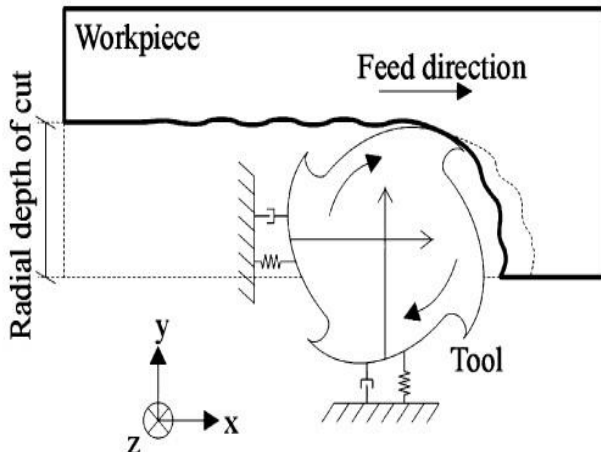 Workpiece
Feed direction
Radial depth of cut
Tool
y
x
z